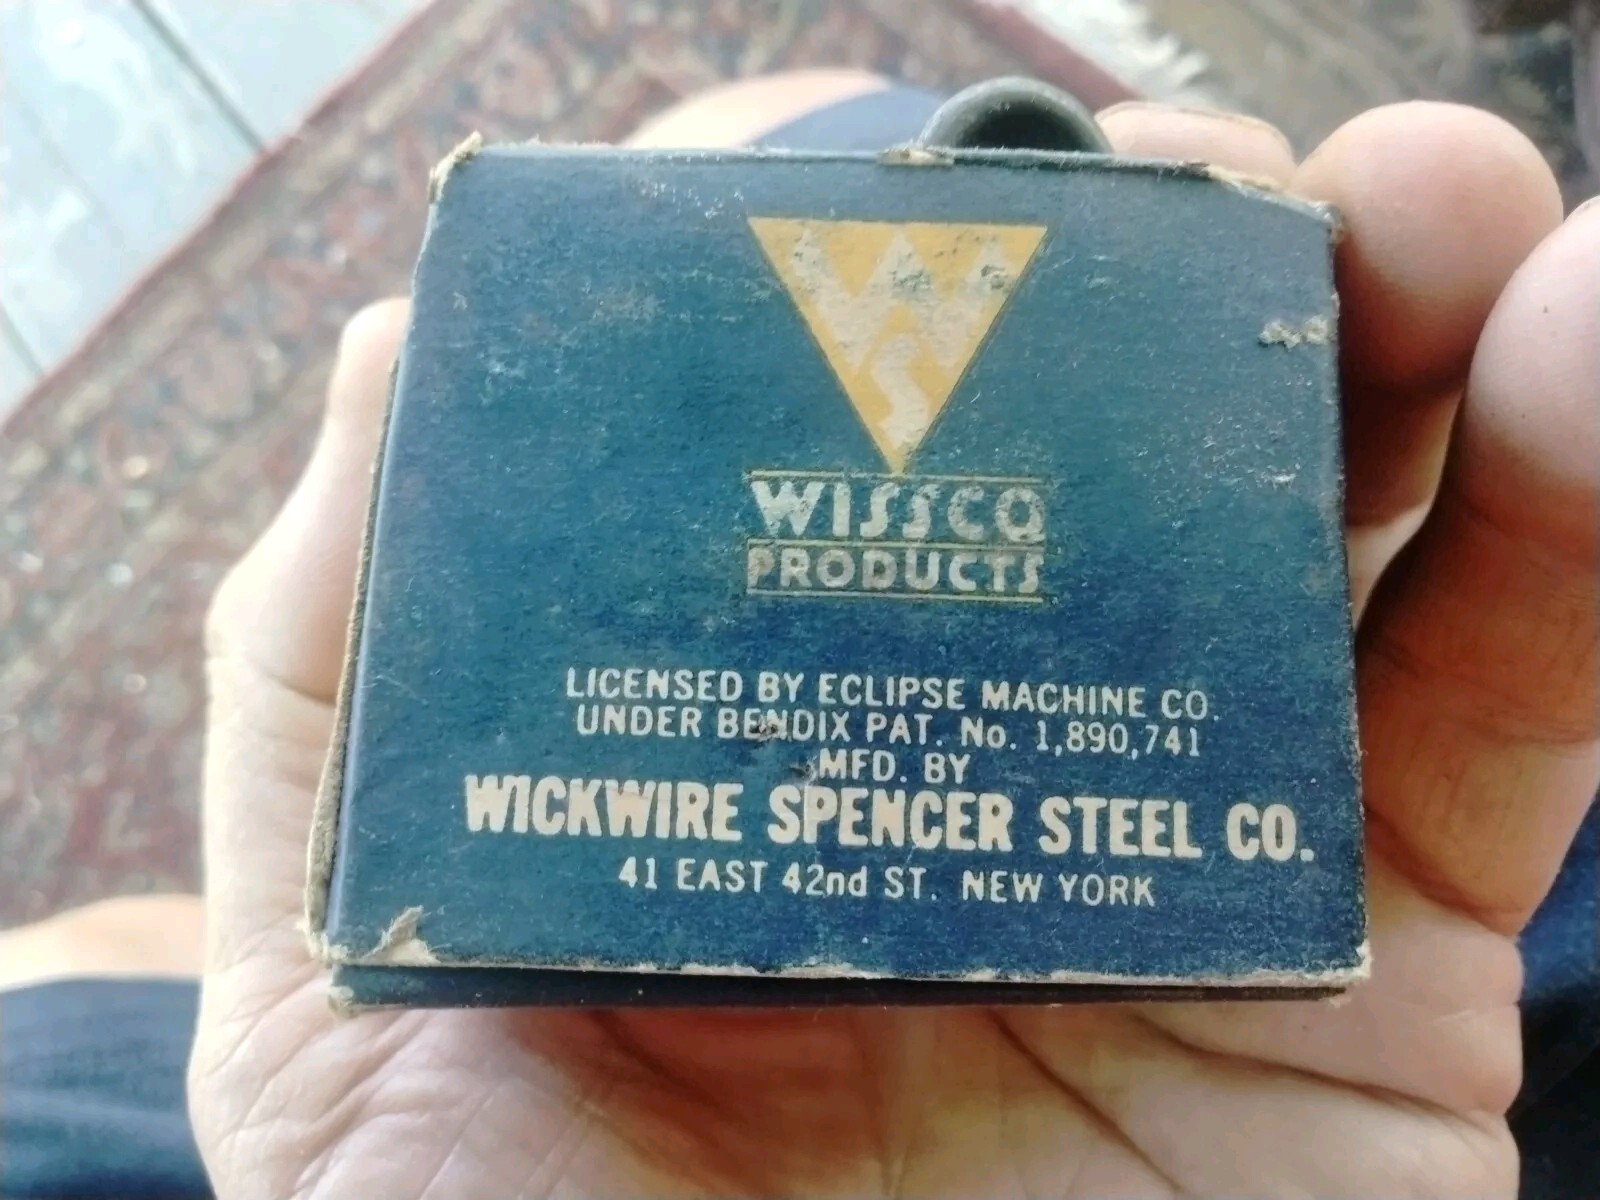 WWS
WISSCO
PRODUCTS
LICENSED BY ECLIPSE MACHINE CO.
UNDER BENDIX PAT. No. 1,890,741
MFD. BY
WICKWIRE SPENCER STEEL CO.
41 EAST 42nd ST. NEW YORK